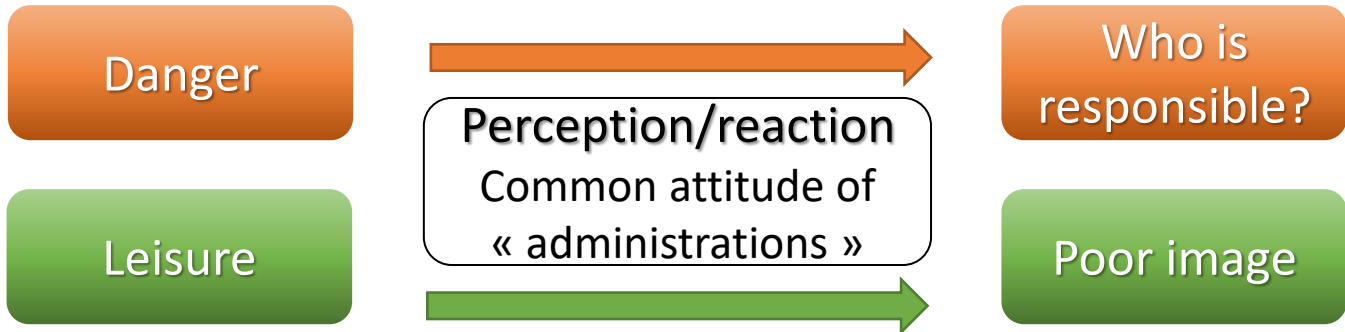 Danger
Who is
responsible?
Perception/reaction
Common attitude of
« administrations »
Leisure
Poor image